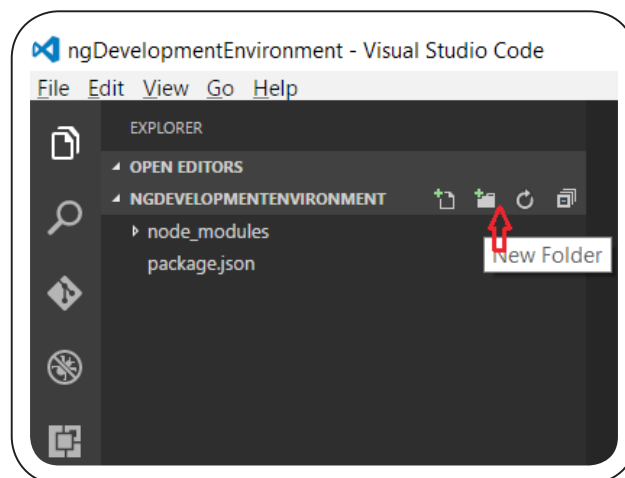 ngDevelopmentEnvironment - Visual Studio Code
File Edit View Go Help
EXPLORER
OPEN EDITORS
NGDEVELOPMENTENVIRONMENT
node_modules
New Folder
package.json